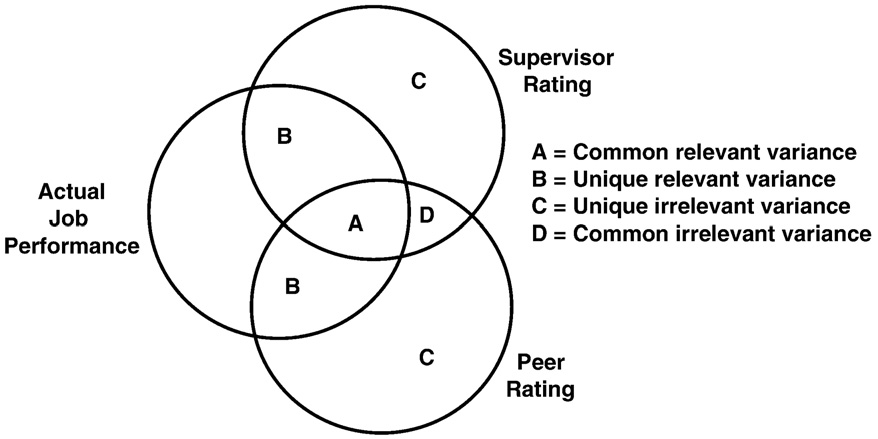 C
Supervisor
Rating
B
A = Common relevant variance
B = Unique relevant variance
C = Unique irrelevant variance
D = Common irrelevant variance
Actual
Job
Performance
A
D
B
C
Peer
Rating